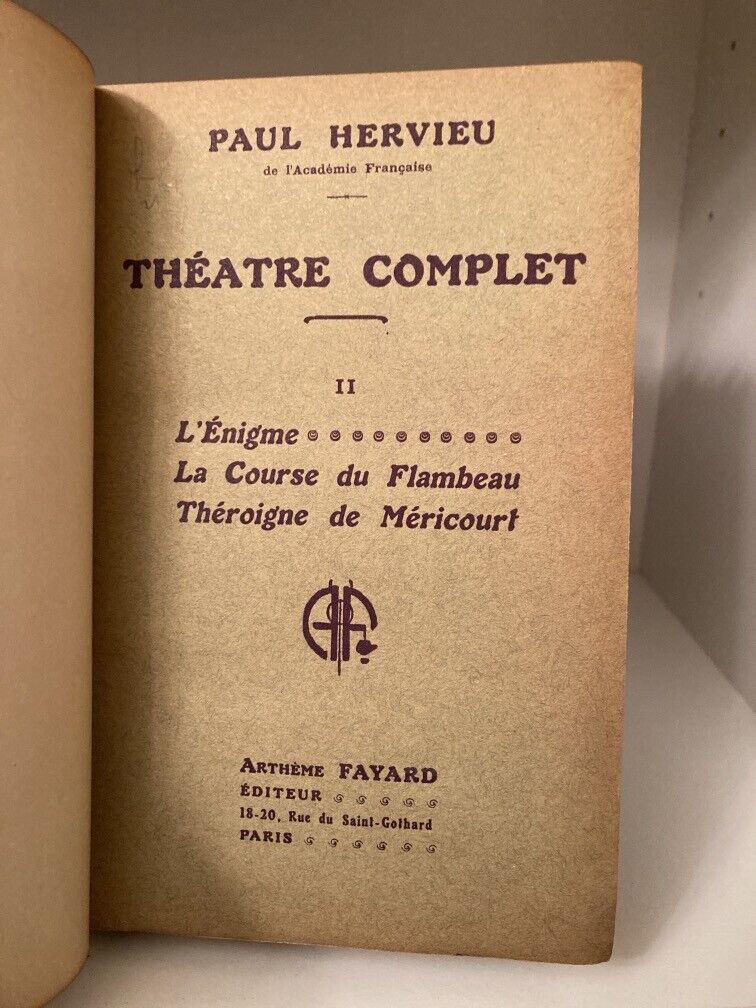 PAUL HERVIEU
de l'Académie Française
THÉATRE COMPLET
II
L'Énigme
La Course du Flambeau
Théroigne de Méricourt
ARTHÈME FAYARD
ÉDITEUR
18-20, Rue du Saint-Gothard
PARIS